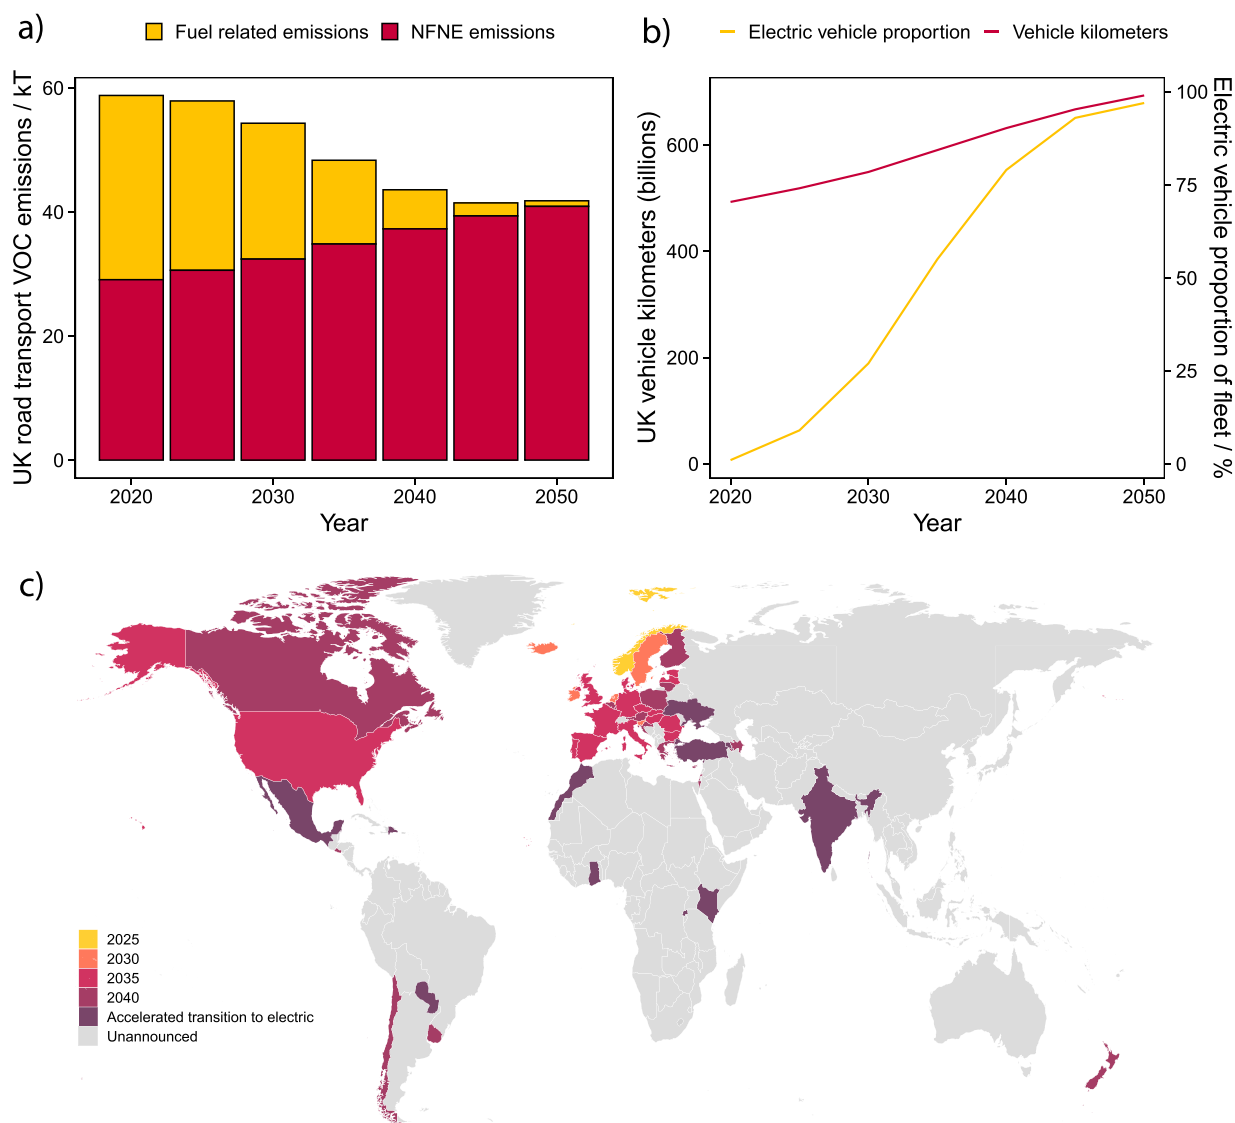 a)
Fuel related emissions NFNE emissions
UK road transport VOC emissions / kT
60
40
20
0
2020 2030 2040 2050
Year
b)
Electric vehicle proportion Vehicle kilometers
UK vehicle kilometers (billions)
600
400
200
0
100
75
50
25
0
Electric vehicle proportion of fleet / %
2020 2030 2040 2050
Year
c)
2025
2030
2035
2040
Accelerated transition to electric
Unannounced